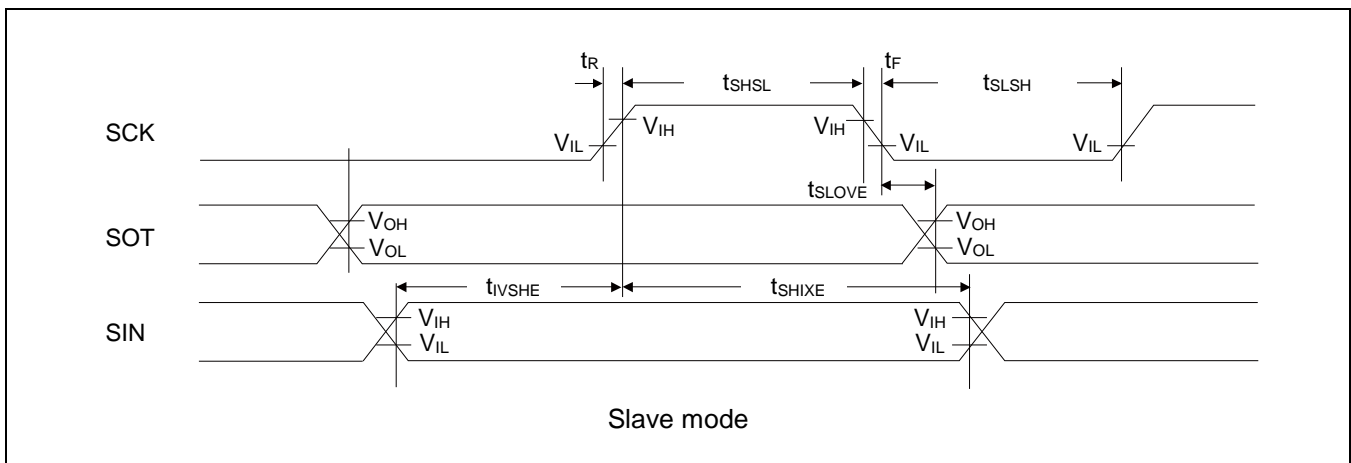 tR tSHSL tF tSLSH
SCK VIL VIH VIH VIL VIL
tSLOVE
SOT VOH VOL VOH VOL
tIVSHE tSHIXE
SIN VIH VIL VIH VIL
Slave mode